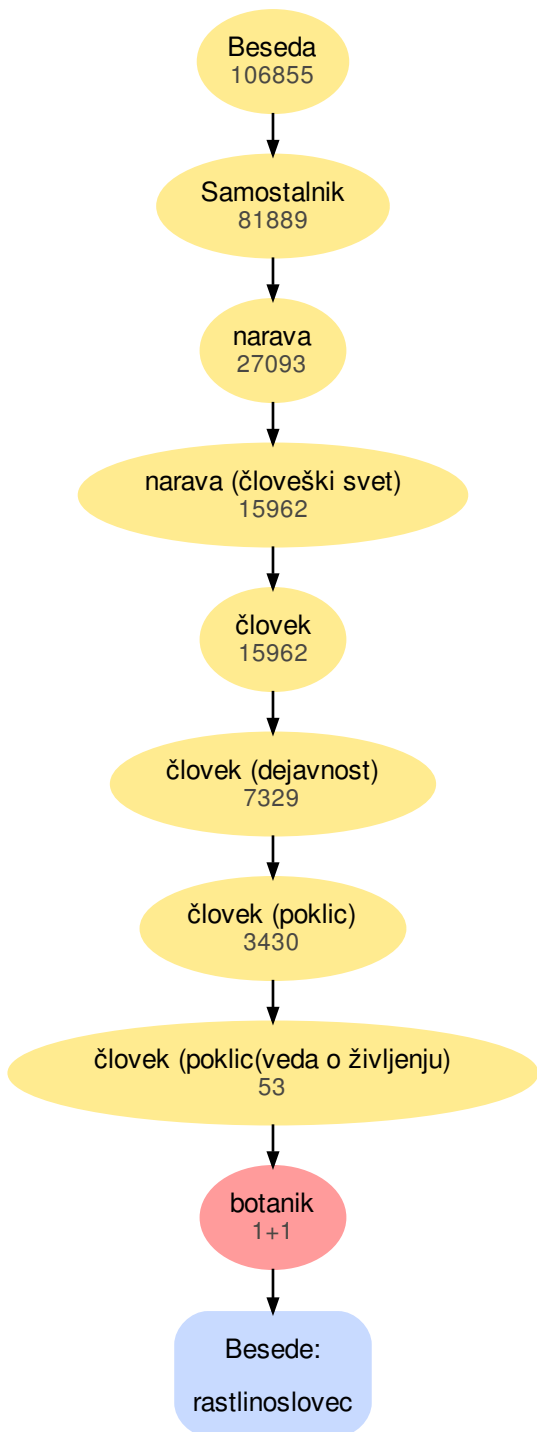 Beseda
106855
Samostalnik
81889
narava
27093
narava (človeški svet)
15962
človek
15962
človek (dejavnost)
7329
človek (poklic)
3430
človek (poklic(veda o življenju)
53
botanik
1+1
Besede:
rastlinoslovec